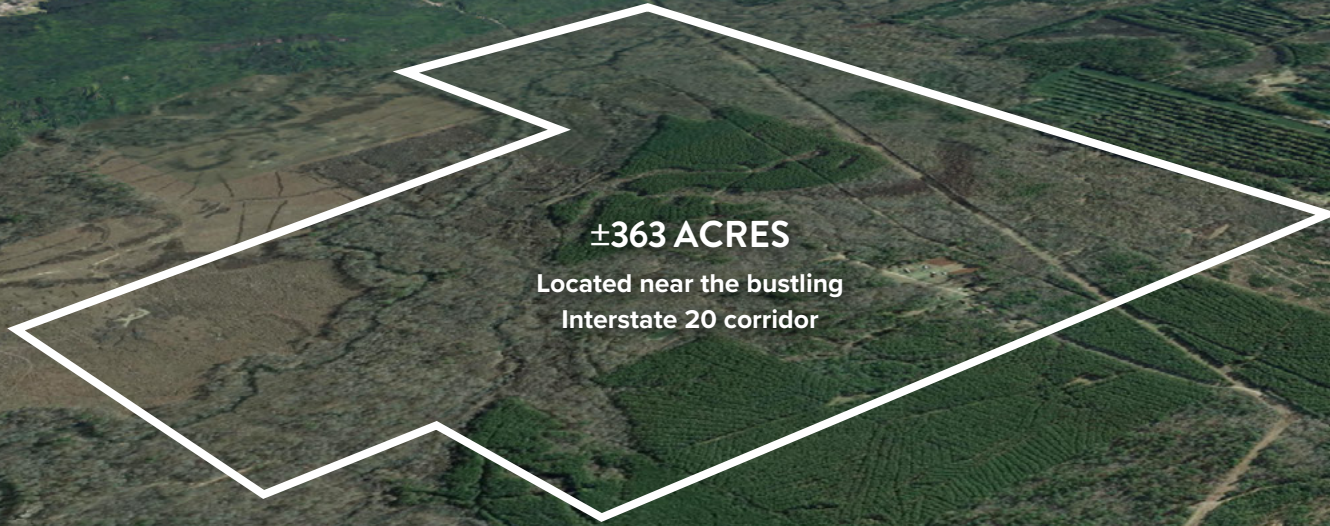 ±363 ACRES
Located near the bustling
Interstate 20 corridor